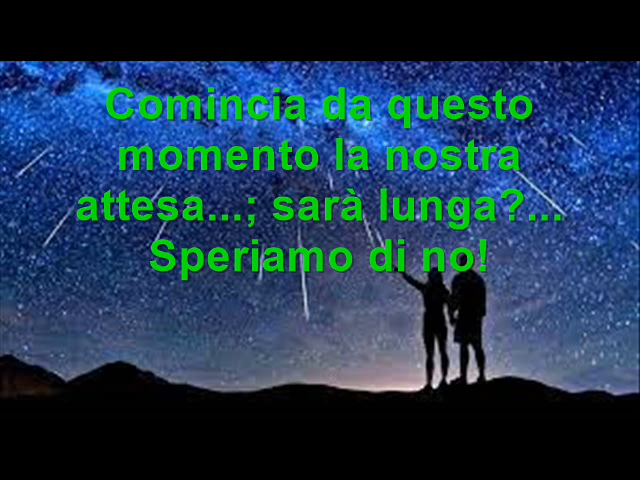 Comincia da questo
momento la nostra
attesa...; sarà lunga?...
Speriamo di no!